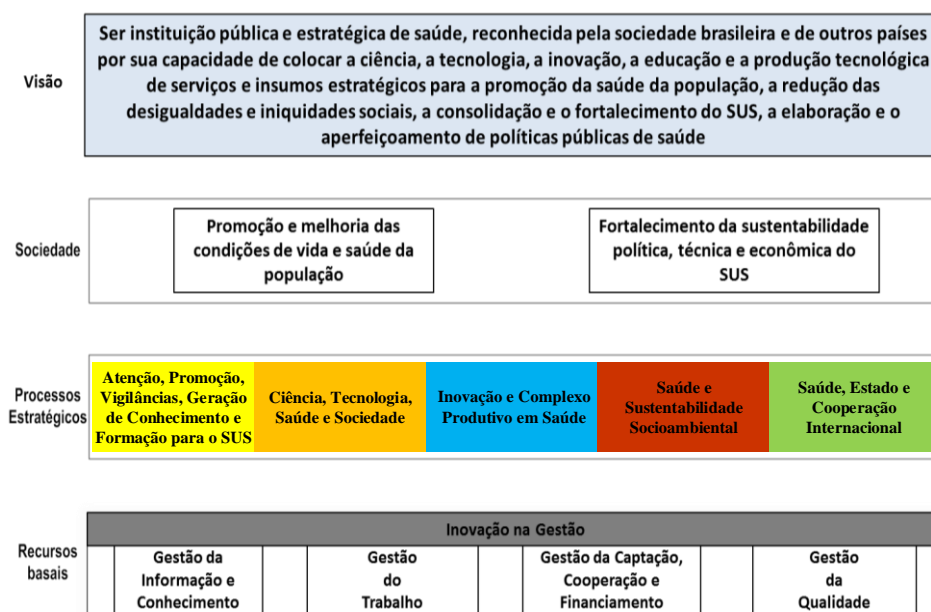 Visão
Ser instituição pública e estratégica de saúde, reconhecida pela sociedade brasileira e de outros países
por sua capacidade de colocar a ciência, a tecnologia, a inovação, a educação e a produção tecnológica
de serviços e insumos estratégicos para a promoção da saúde da população, a redução das
desigualdades e iniquidades sociais, a consolidação e o fortalecimento do SUS, a elaboração e o
aperfeiçoamento de políticas públicas de saúde
Sociedade
Promoção e melhoria das
condições de vida e saúde da
população
Fortalecimento da sustentabilidade
política, técnica e econômica do
SUS
Processos
Estratégicos
Atenção, Promoção,
Vigilâncias, Geração
de Conhecimento e
Formação para o SUS
Ciência, Tecnologia,
Saúde e Sociedade
Inovação e Complexo
Produtivo em Saúde
Saúde e
Sustentabilidade
Socioambiental
Saúde, Estado e
Cooperação
Internacional
Recursos
basais
Inovação na Gestão
Gestão da
Informação e
Conhecimento
Gestão
do
Trabalho
Gestão da Captação,
Cooperação e
Financiamento
Gestão
da
Qualidade